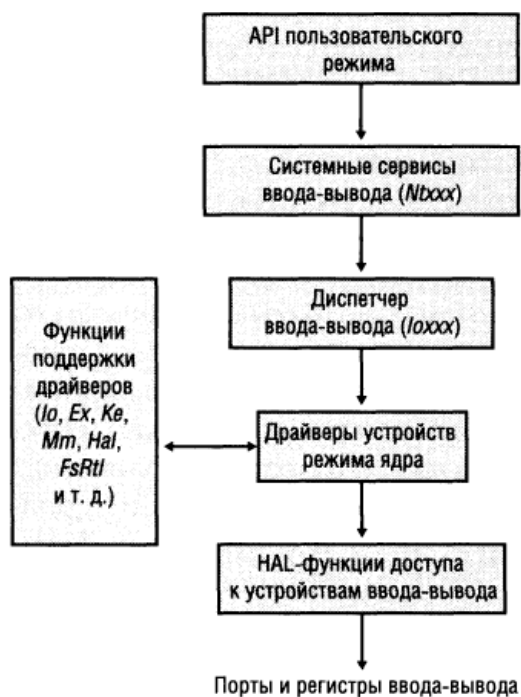 API пользовательского
режима
Системные сервисы
ввода-вывода (Ntxxx)
Диспетчер
ввода-вывода (Ioxxx)
Функции
поддержки
драйверов
(Io, Ex, Ke,
Mm, Hal,
FsRtl
и т. д.)
Драйверы устройств
режима ядра
HAL-функции доступа
к устройствам ввода-вывода
Порты и регистры ввода-вывода